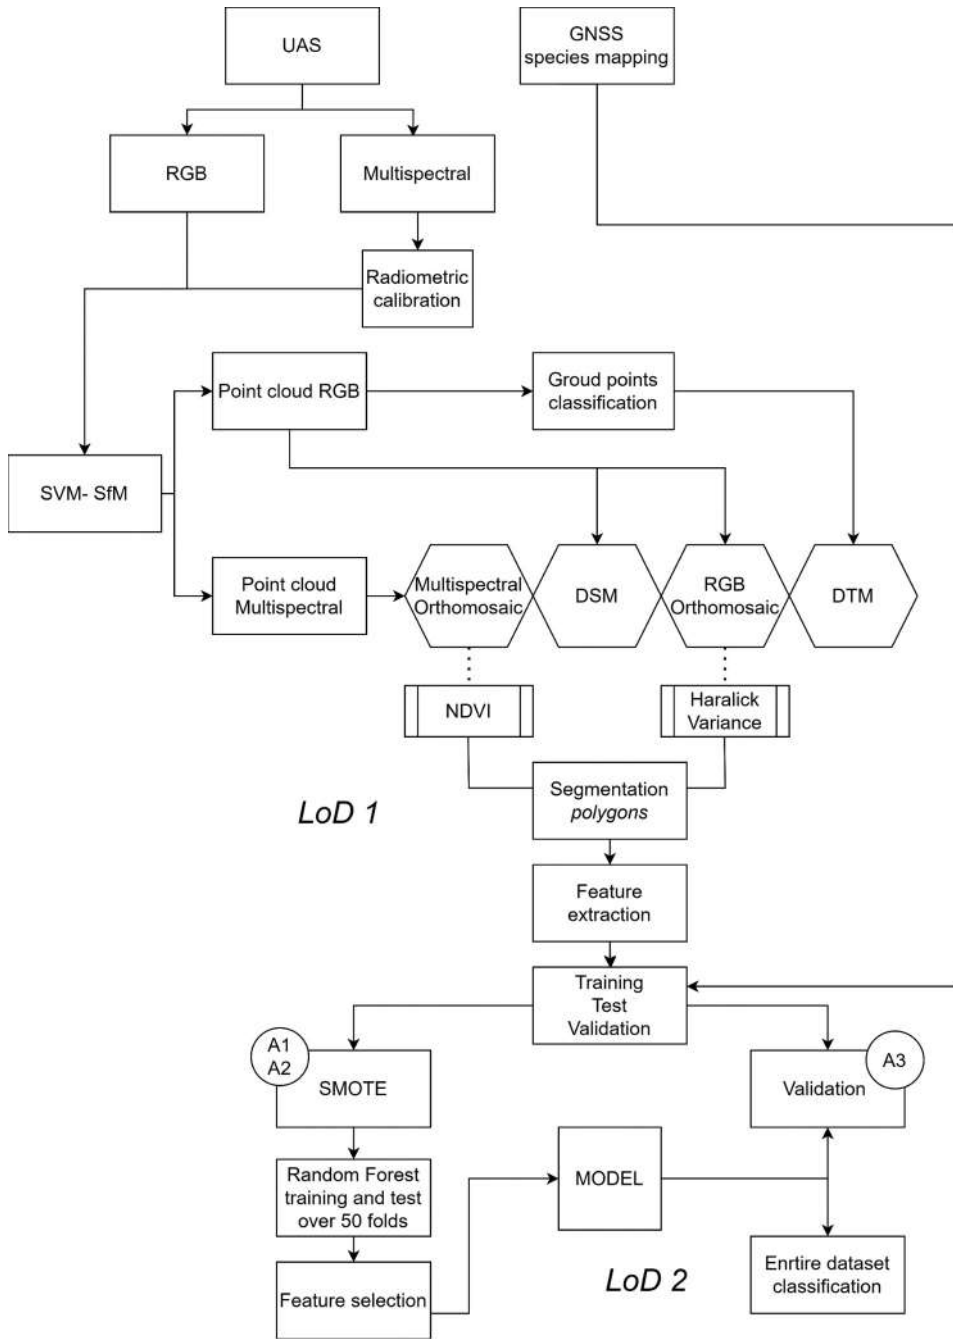 UAS
GNSS
species mapping
RGB
Multispectral
Radiometric
calibration
Point cloud RGB
Groud points
classification
SVM- SfM
Point cloud
Multispectral
Multispectral
Orthomosaic
DSM
RGB
Orthomosaic
DTM
NDVI
Haralick
Variance
LoD 1
Segmentation
polygons
Feature
extraction
Training
Test
Validation
A1
A2
SMOTE
A3
Validation
Random Forest
training and test
over 50 folds
MODEL
Feature selection
LoD 2
Enrtire dataset
classification